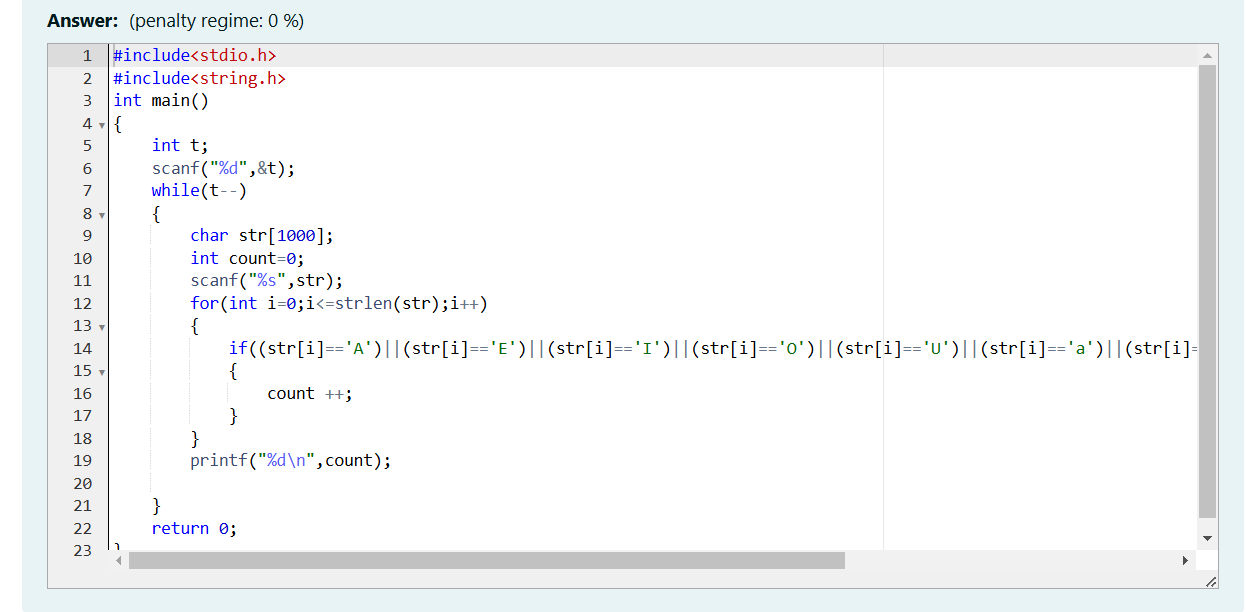 Answer: (penalty regime: 0 %)
1 #include<stdio.h>
2 #include<string.h>
3 int main()
4 {
5     int t;
6     scanf("%d",&t);
7     while(t--)
8     {
9         char str[1000];
10         int count=0;
11         scanf("%s",str);
12         for(int i=0;i<=strlen(str);i++)
13         {
14             if((str[i]=='A')||(str[i]=='E')||(str[i]=='I')||(str[i]=='O')||(str[i]=='U')||(str[i]=='a')||(str[i]=
15             {
16                 count ++;
17             }
18         }
19         printf("%d\n",count);
20
21     }
22     return 0;
23 }